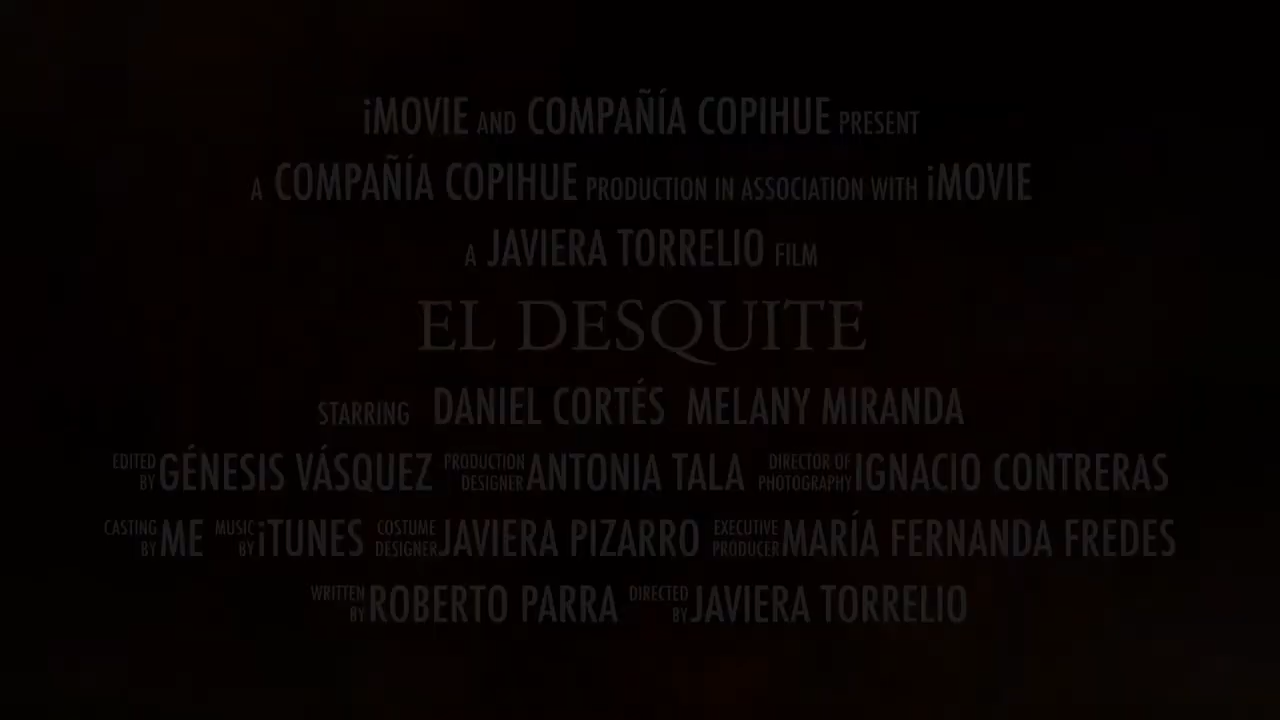 iMOVIE AND COMPAÑÍA COPIHUE PRESENT
A COMPAÑÍA COPIHUE PRODUCTION IN ASSOCIATION WITH iMOVIE
A JAVIERA TORRELIO FILM
EL DESQUITE
STARRING DANIEL CORTÉS MELANY MIRANDA
EDITED BY GÉNESIS VÁSQUEZ PRODUCTION DESIGNER ANTONIA TALA DIRECTOR OF PHOTOGRAPHY IGNACIO CONTRERAS
CASTING BY ME MUSIC BY iTUNES COSTUME DESIGNER JAVIERA PIZARRO EXECUTIVE PRODUCER MARÍA FERNANDA FREDES
WRITTEN BY ROBERTO PARRA DIRECTED BY JAVIERA TORRELIO